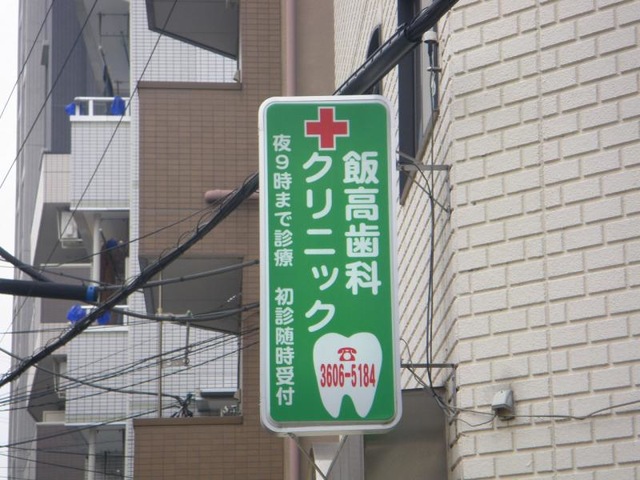 飯高歯科
クリニック
夜9時まで診療 初診随時受付
3606-5184